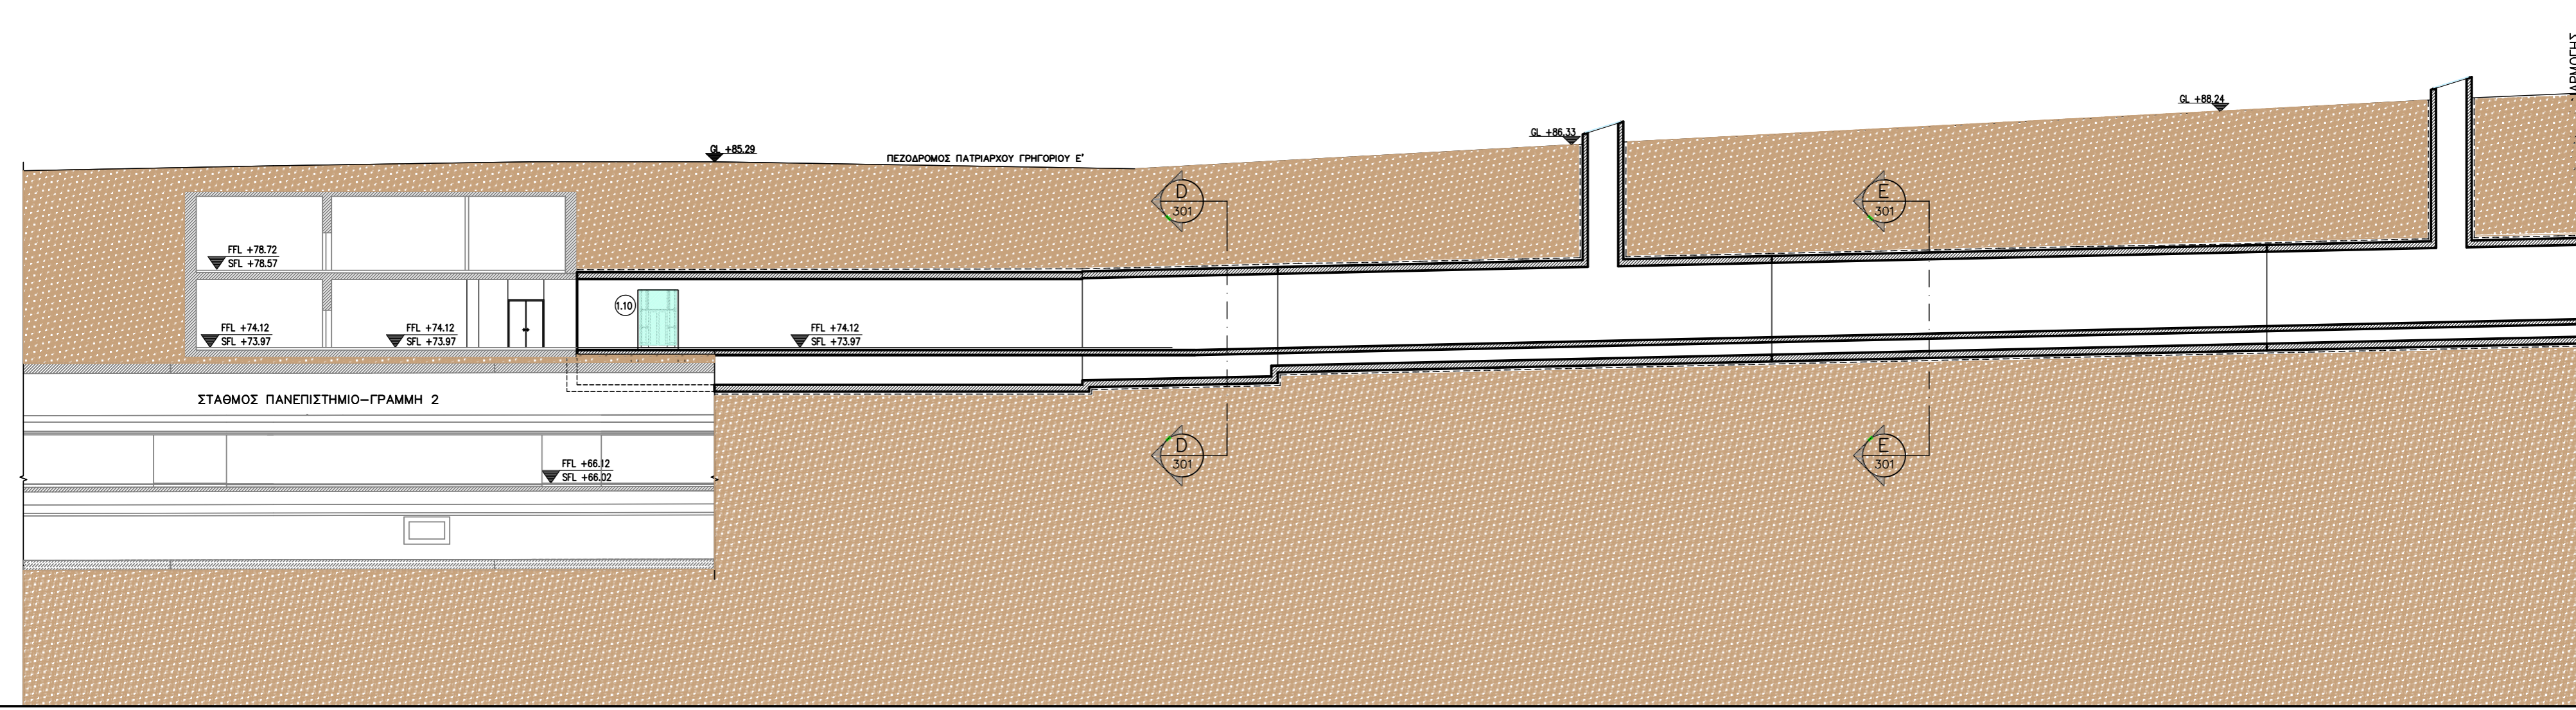 GL +85.29
ΠΕΖΟΔΡΟΜΟΣ ΠΑΤΡΙΑΡΧΟΥ ΓΡΗΓΟΡΙΟΥ Ε'
GL +86.33
GL +88.24
D
301
E
301
FFL +78.72
SFL +78.57
1.10
FFL +74.12
SFL +73.97
FFL +74.12
SFL +73.97
FFL +74.12
SFL +73.97
ΣΤΑΘΜΟΣ ΠΑΝΕΠΙΣΤΗΜΙΟ-ΓΡΑΜΜΗ 2
FFL +66.12
SFL +66.02
D
301
E
301